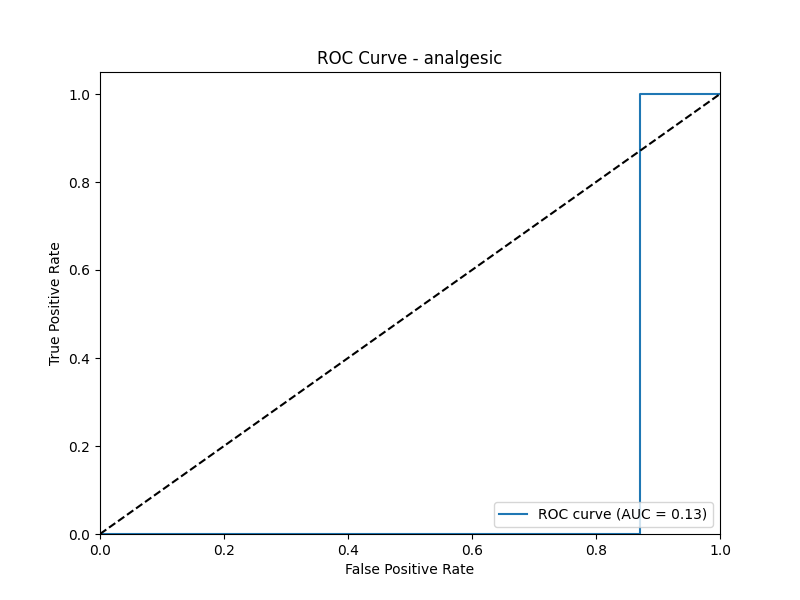 ROC Curve - analgesic
True Positive Rate
1.0
0.8
0.6
0.4
0.2
0.0
ROC curve (AUC = 0.13)
0.0 0.2 0.4 0.6 0.8 1.0
False Positive Rate